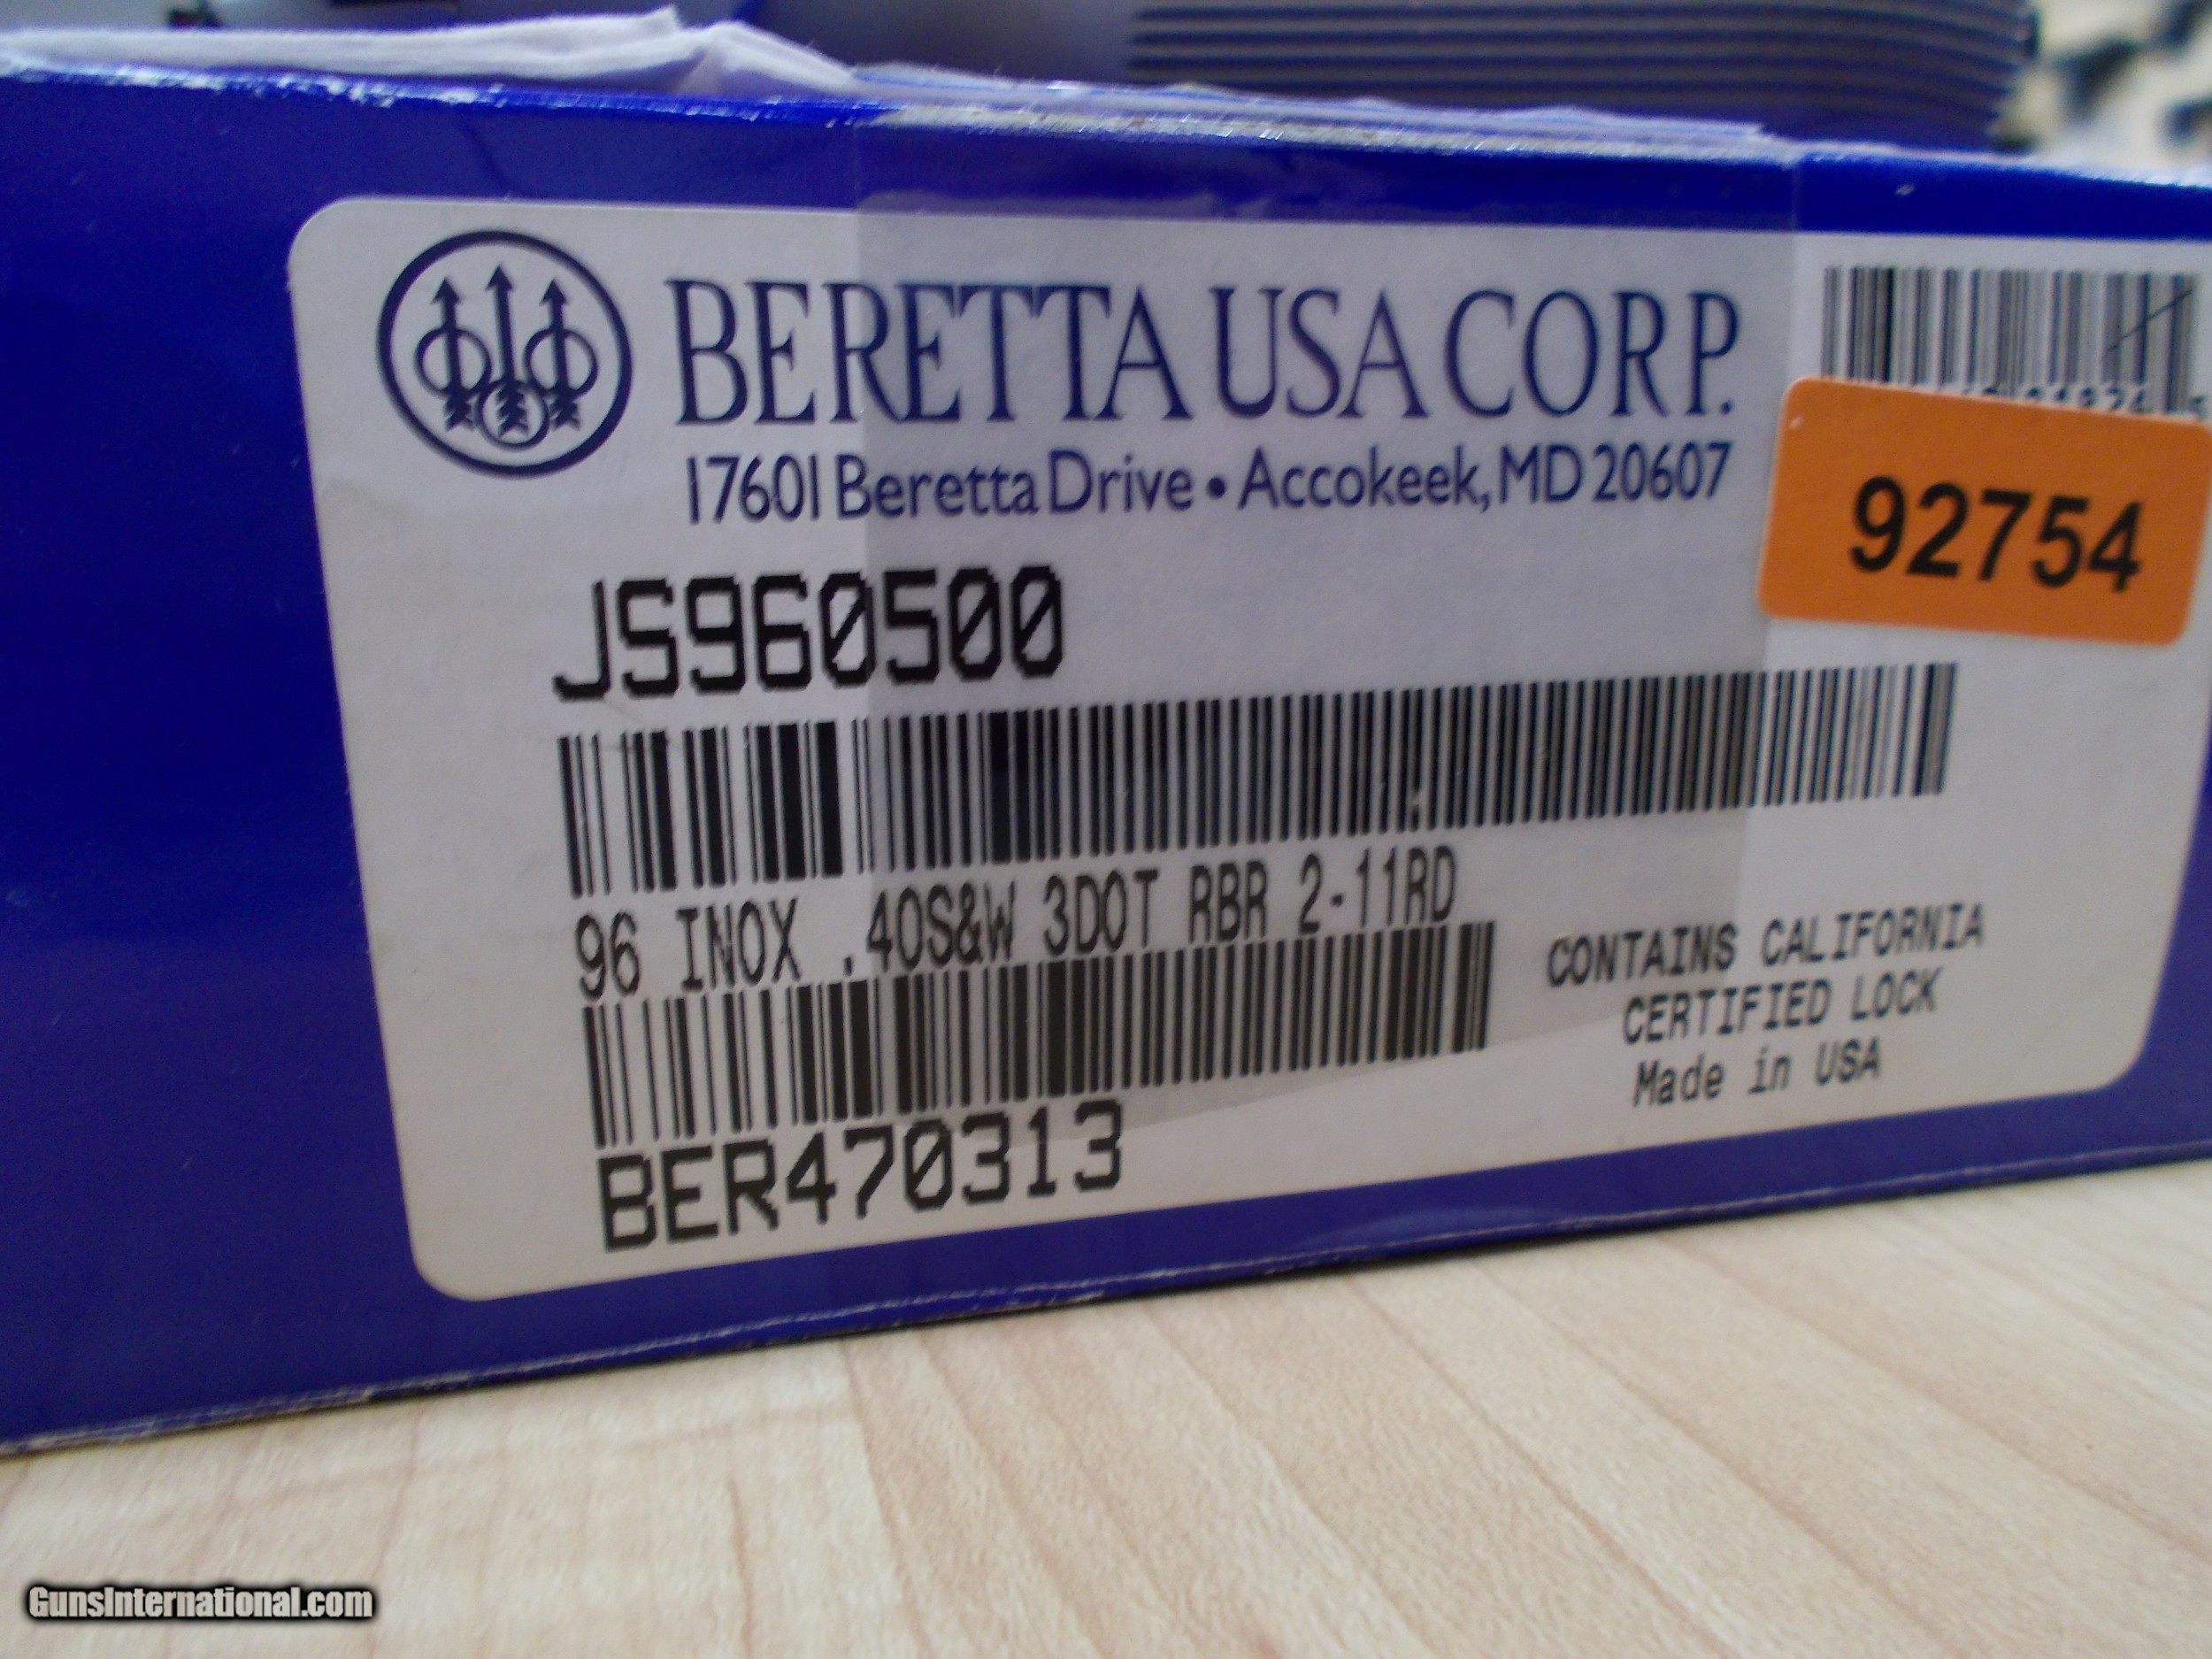 BERETTA USA CORP.
17601 Beretta Drive • Accokeek, MD 20607
92754
JS960500
96 INOX .40S&W 3DOT RBR 2-11RD
CONTAINS CALIFORNIA
CERTIFIED LOCK
Made in USA
BER470313
GunsInternational.com